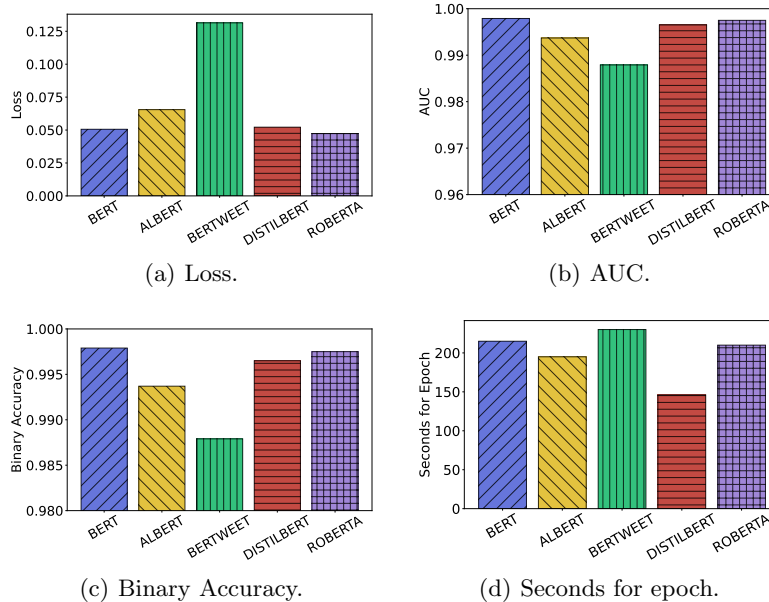 0.125
0.100
0.075
0.050
0.025
0.000
Loss
BERT
ALBERT
BERTWEET
DISTILBERT
ROBERTA
(a) Loss.
1.00
0.99
0.98
0.97
0.96
AUC
BERT
ALBERT
BERTWEET
DISTILBERT
ROBERTA
(b) AUC.
1.000
0.995
0.990
0.985
0.980
Binary Accuracy
BERT
ALBERT
BERTWEET
DISTILBERT
ROBERTA
(c) Binary Accuracy.
200
150
100
50
0
Seconds for Epoch
BERT
ALBERT
BERTWEET
DISTILBERT
ROBERTA
(d) Seconds for epoch.